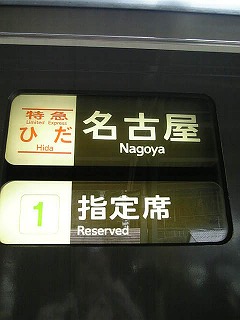 特急
Limited Express
ひだ
Hida
名古屋
Nagoya
1
指定席
Reserved